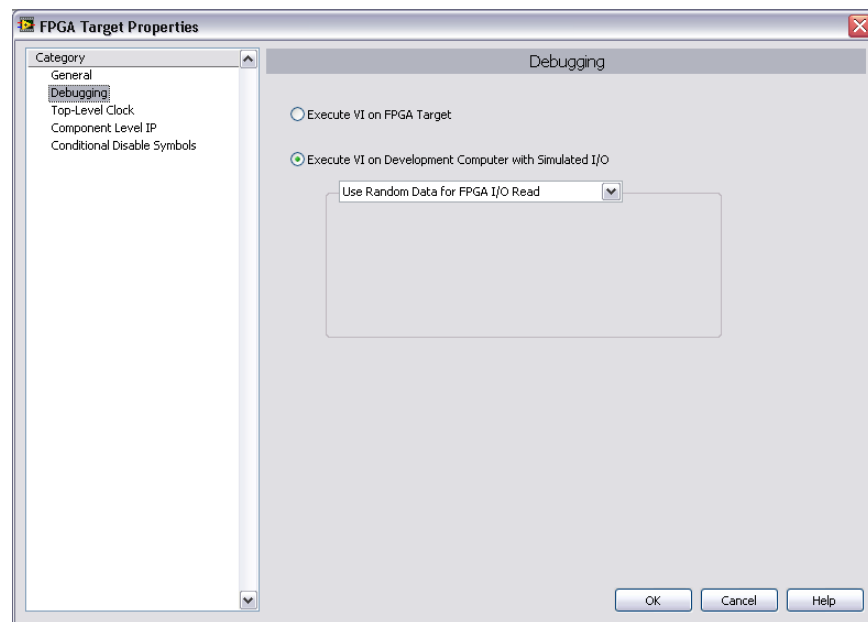 FPGA Target Properties
Category
General
Debugging
Top-Level Clock
Component Level IP
Conditional Disable Symbols
Debugging
Execute VI on FPGA Target
Execute VI on Development Computer with Simulated I/O
Use Random Data for FPGA I/O Read
OK Cancel Help